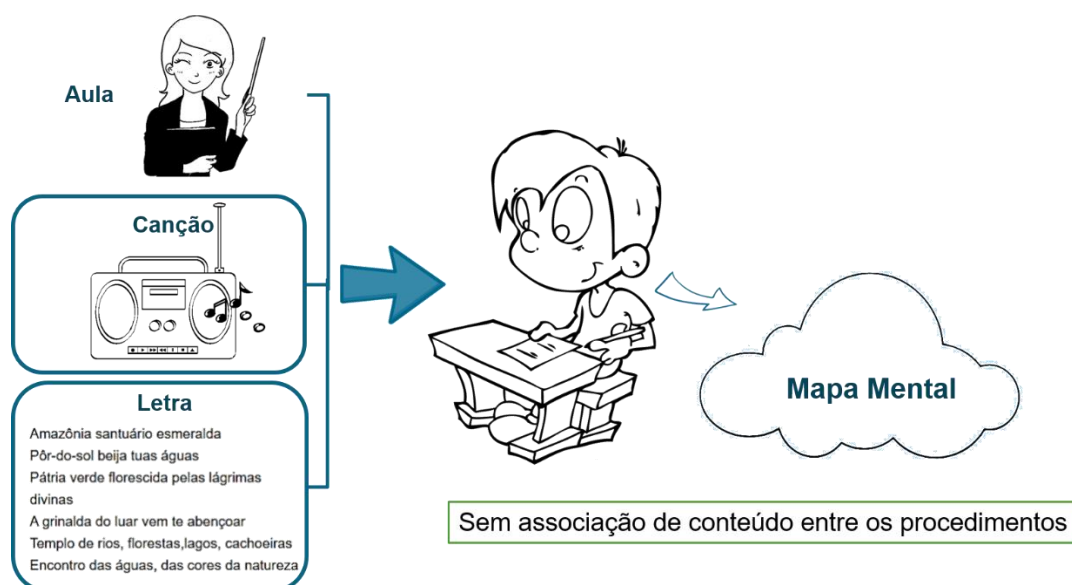 Aula
Canção
Letra
Amazônia santuário esmeralda
Pôr-do-sol beija tuas águas
Pátria verde florescida pelas lágrimas
divinas
A grinalda do luar vem te abençoar
Templo de rios, florestas,lagos, cachoeiras
Encontro das águas, das cores da natureza
Mapa Mental
Sem associação de conteúdo entre os procedimentos